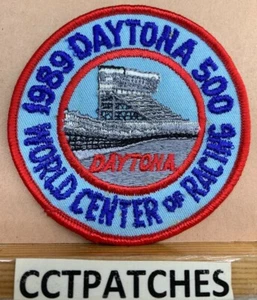 1989 DAYTONA 500
DAYTONA
WORLD CENTER OF RACING
CCTPATCHES